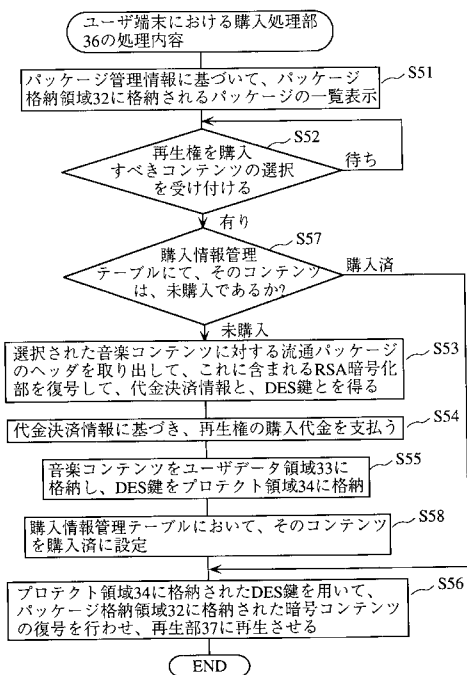 ユーザ端末における購入処理部
36の処理内容
パッケージ管理情報に基づいて、パッケージ
格納領域32に格納されるパッケージの一覧表示
S51
S52
再生権を購入
すべきコンテンツの選択
を受け付ける
待ち
有り
S57
購入情報管理
テーブルにて、そのコンテンツ
は、未購入であるか?
購入済
未購入
S53
選択された音楽コンテンツに対する流通パッケージ
のヘッダを取り出して、これに含まれるRSA暗号化
部を復号して、代金決済情報と、DES鍵とを得る
S54
代金決済情報に基づき、再生権の購入代金を支払う
S55
音楽コンテンツをユーザデータ領域33に
格納し、DES鍵をプロテクト領域34に格納
S58
購入情報管理テーブルにおいて、そのコンテンツ
を購入済に設定
S56
プロテクト領域34に格納されたDES鍵を用いて、
パッケージ格納領域32に格納された暗号コンテンツ
の復号を行わせ、再生部37に再生させる
END